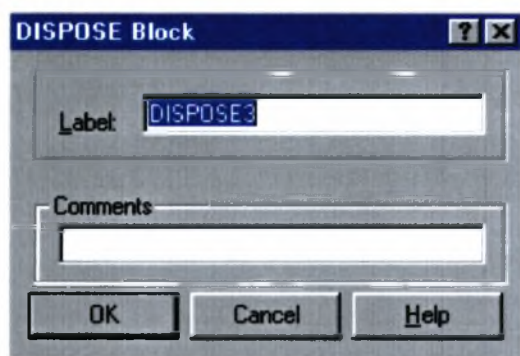 DISPOSE Block ? X
Label: DISPOSE3
Comments
OK Cancel Help